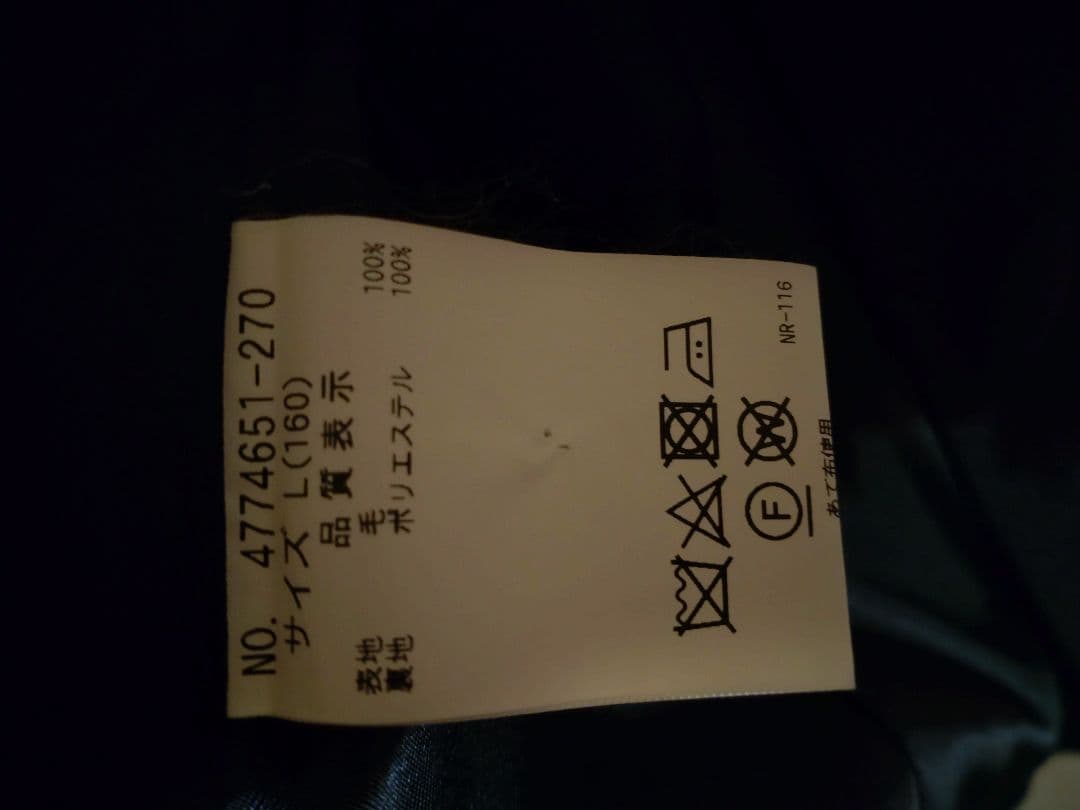 NO. 4774651-270
サイズ L(160)
品質表示
表地 毛 100%
裏地 ポリエステル 100%
F W
あて布使用
NR-116